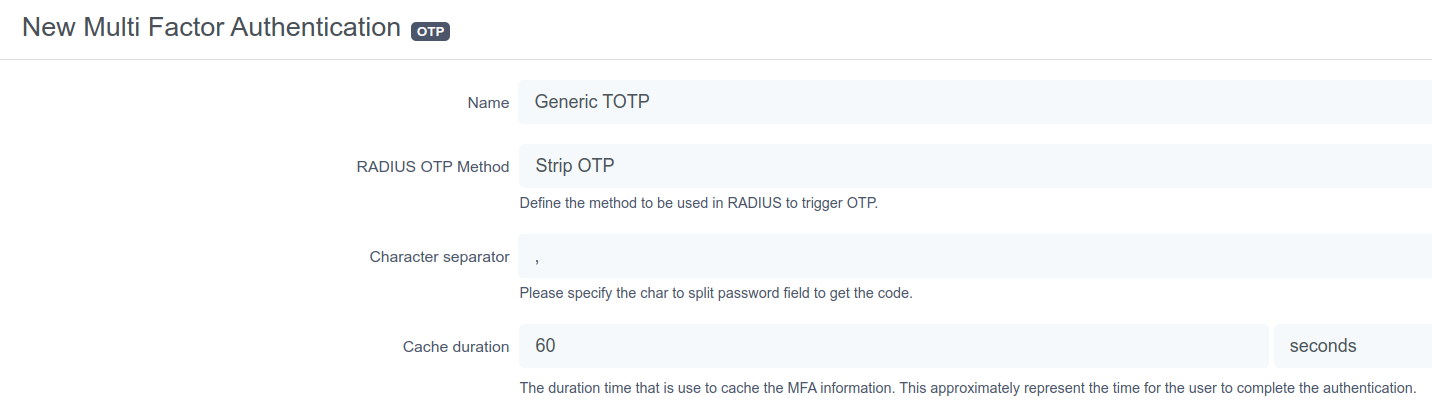 New Multi Factor Authentication OTP
Name Generic TOTP
RADIUS OTP Method Strip OTP
Define the method to be used in RADIUS to trigger OTP.
Character separator ,
Please specify the char to split password field to get the code.
Cache duration 60 seconds
The duration time that is use to cache the MFA information. This approximately represent the time for the user to complete the authentication.